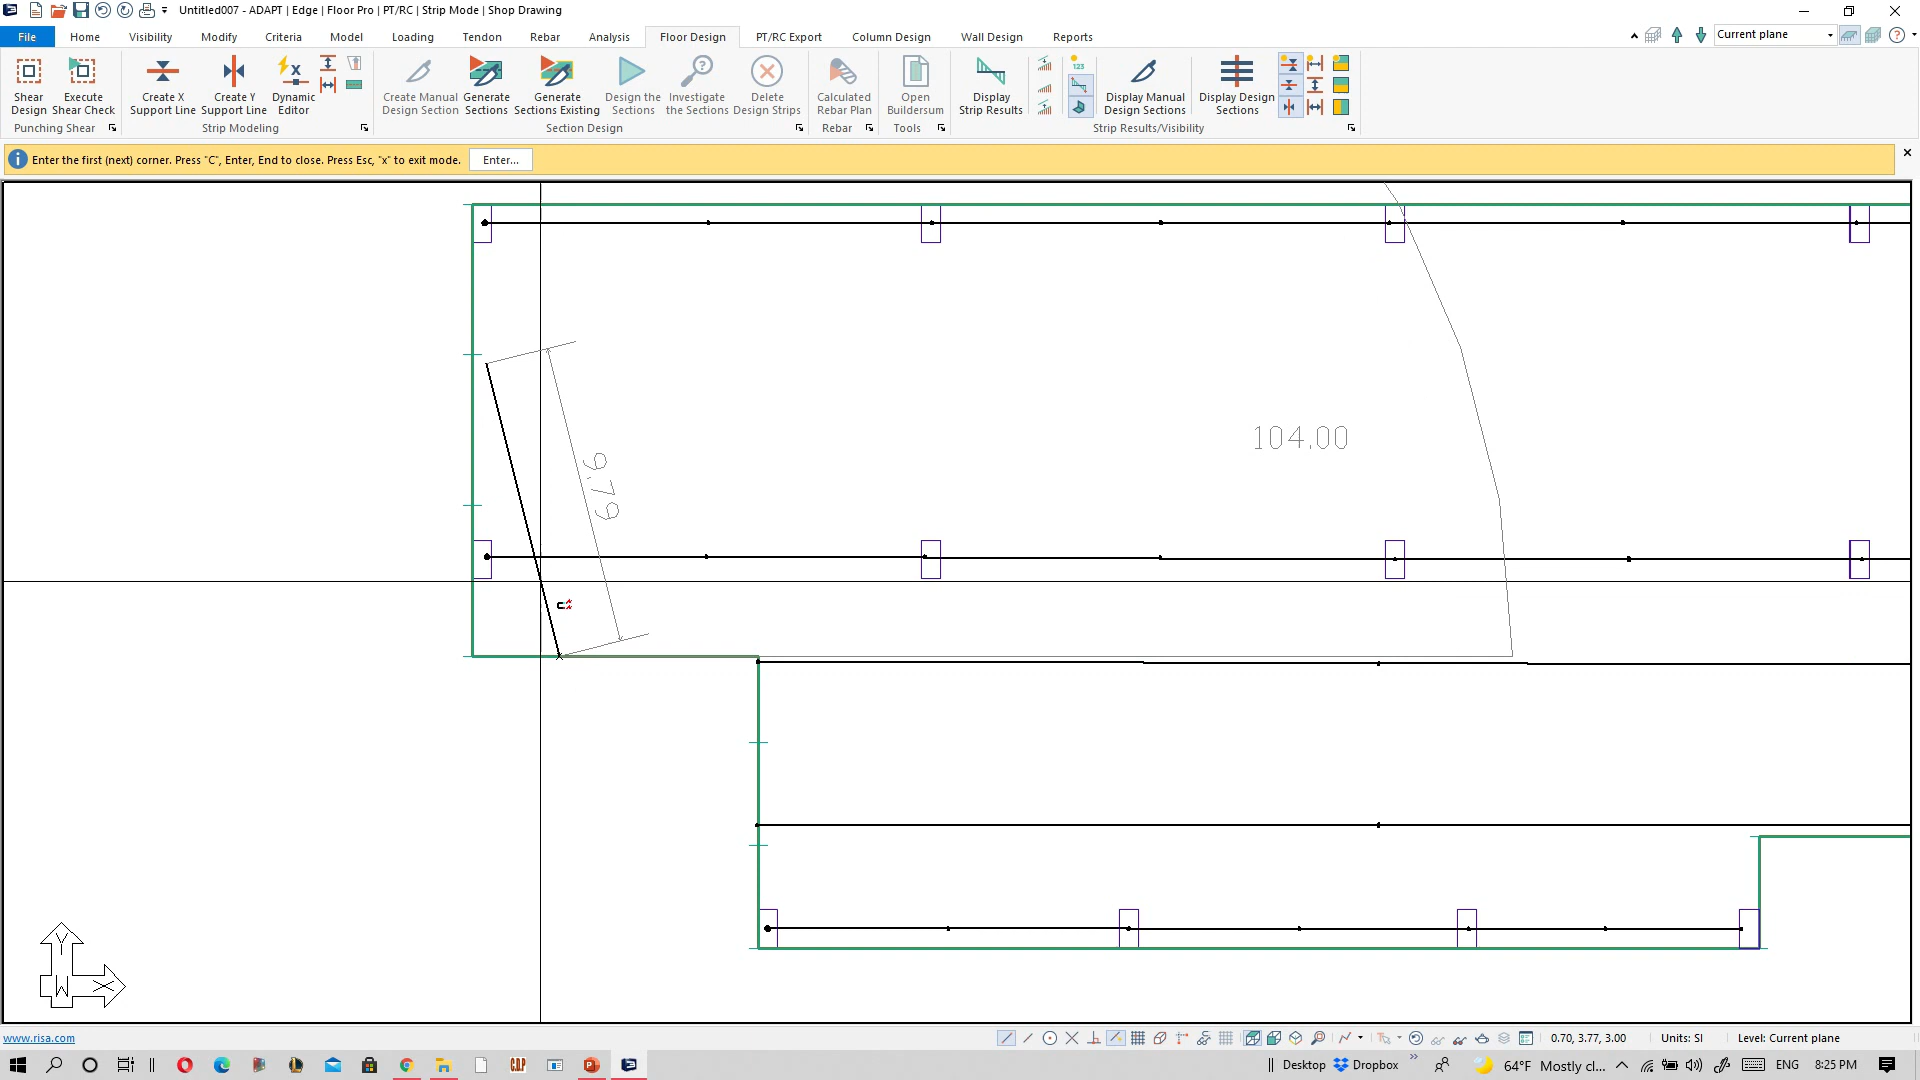 Untitled007 - ADAPT | Edge | Floor Pro | PT/RC | Strip Mode | Shop Drawing
File Home Visibility Modify Criteria Model Loading Tendon Rebar Analysis Floor Design PT/RC Export Column Design Wall Design Reports
Current plane
Shear Design
Execute Shear Check
Punching Shear
Create X Support Line
Create Y Support Line
Dynamic Editor
Strip Modeling
Create Manual Design Section
Generate Sections
Generate Sections Existing
Design the Sections
Investigate the Sections
Delete Design Strips
Section Design
Calculated Rebar Plan
Rebar
Open Buildersum
Tools
Display Strip Results
123
Display Manual Design Sections
Display Design Sections
Strip Results/Visibility
Enter the first (next) corner. Press "C", Enter, End to close. Press Esc, "x" to exit mode.
Enter...
104.00
9.79
Y
W X
www.risa.com
0.70, 3.77, 3.00
Units: SI
Level: Current plane
Desktop
Dropbox
64°F Mostly cl...
ENG
8:25 PM